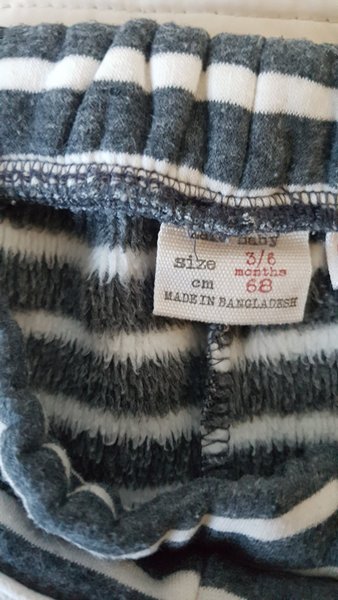 Baby
size 3/6
months
cm 68
MADE IN BANGLADESH